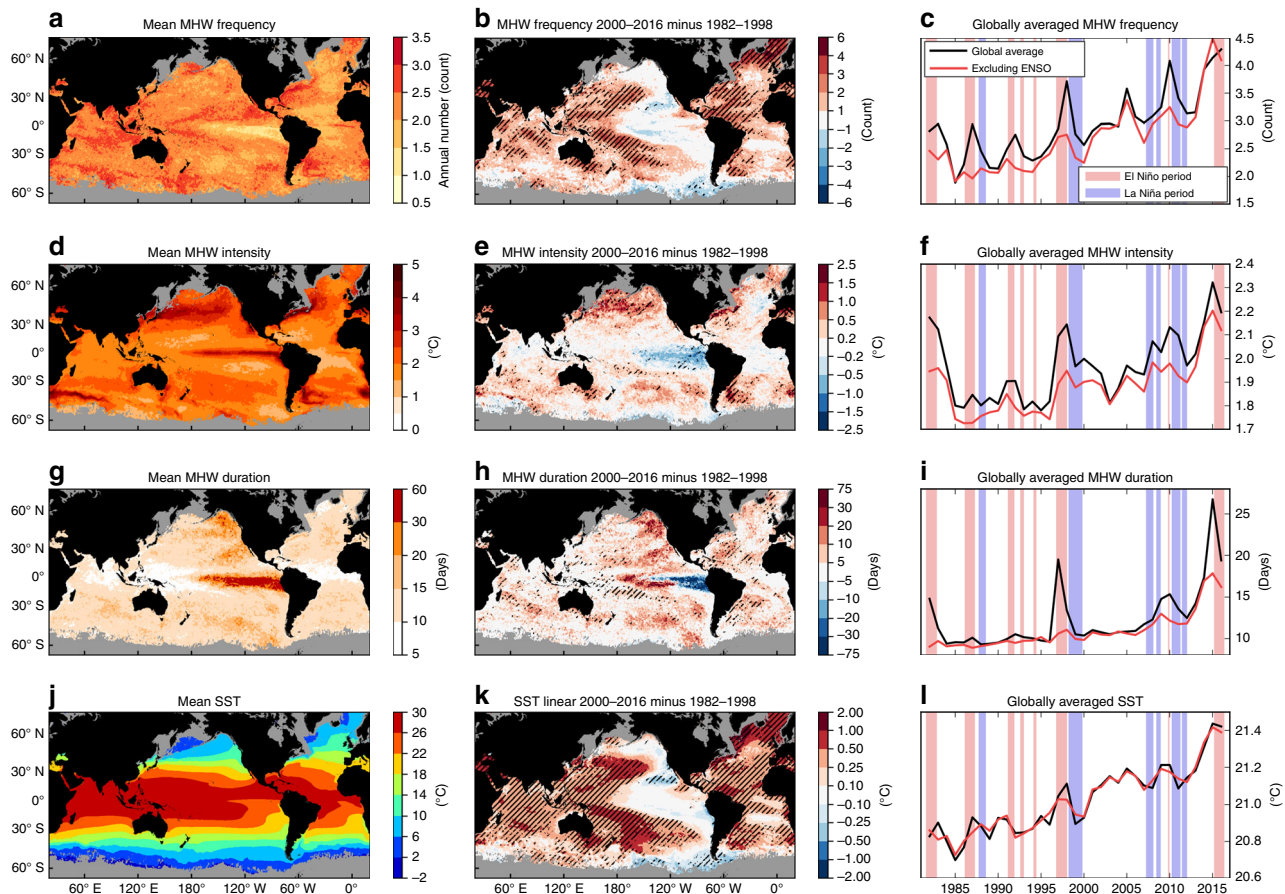 a
Mean MHW frequency
60° N
30° N
0°
30° S
60° S
3.5
3.0
2.5
2.0
1.5
1.0
0.5
Annual number (count)
b
MHW frequency 2000–2016 minus 1982–1998
6
4
3
2
1
−1
−2
−3
−4
−6
(Count)
c
Globally averaged MHW frequency
Global average
Excluding ENSO
El Niño period
La Niña period
4.5
4.0
3.5
3.0
2.5
2.0
1.5
(Count)
d
Mean MHW intensity
60° N
30° N
0°
30° S
60° S
5
4
3
2
1
0
(°C)
e
MHW intensity 2000–2016 minus 1982–1998
2.5
1.5
1.0
0.5
0.2
−0.2
−0.5
−1.0
−1.5
−2.5
(°C)
f
Globally averaged MHW intensity
2.4
2.3
2.2
2.1
2.0
1.9
1.8
1.7
(°C)
g
Mean MHW duration
60° N
30° N
0°
30° S
60° S
60
30
20
15
10
5
(Days)
h
MHW duration 2000–2016 minus 1982–1998
75
30
20
10
5
−5
−10
−20
−30
−75
(Days)
i
Globally averaged MHW duration
25
20
15
10
(Days)
j
Mean SST
60° N
30° N
0°
30° S
60° S
60° E
120° E
180°
120° W
60° W
0°
30
26
22
18
14
10
6
2
−2
(°C)
k
SST linear 2000–2016 minus 1982–1998
60° E
120° E
180°
120° W
60° W
0°
2.00
1.00
0.50
0.25
0.10
−0.10
−0.25
−0.50
−1.00
−2.00
(°C)
l
Globally averaged SST
21.4
21.2
21.0
20.8
20.6
(°C)
1985
1990
1995
2000
2005
2010
2015